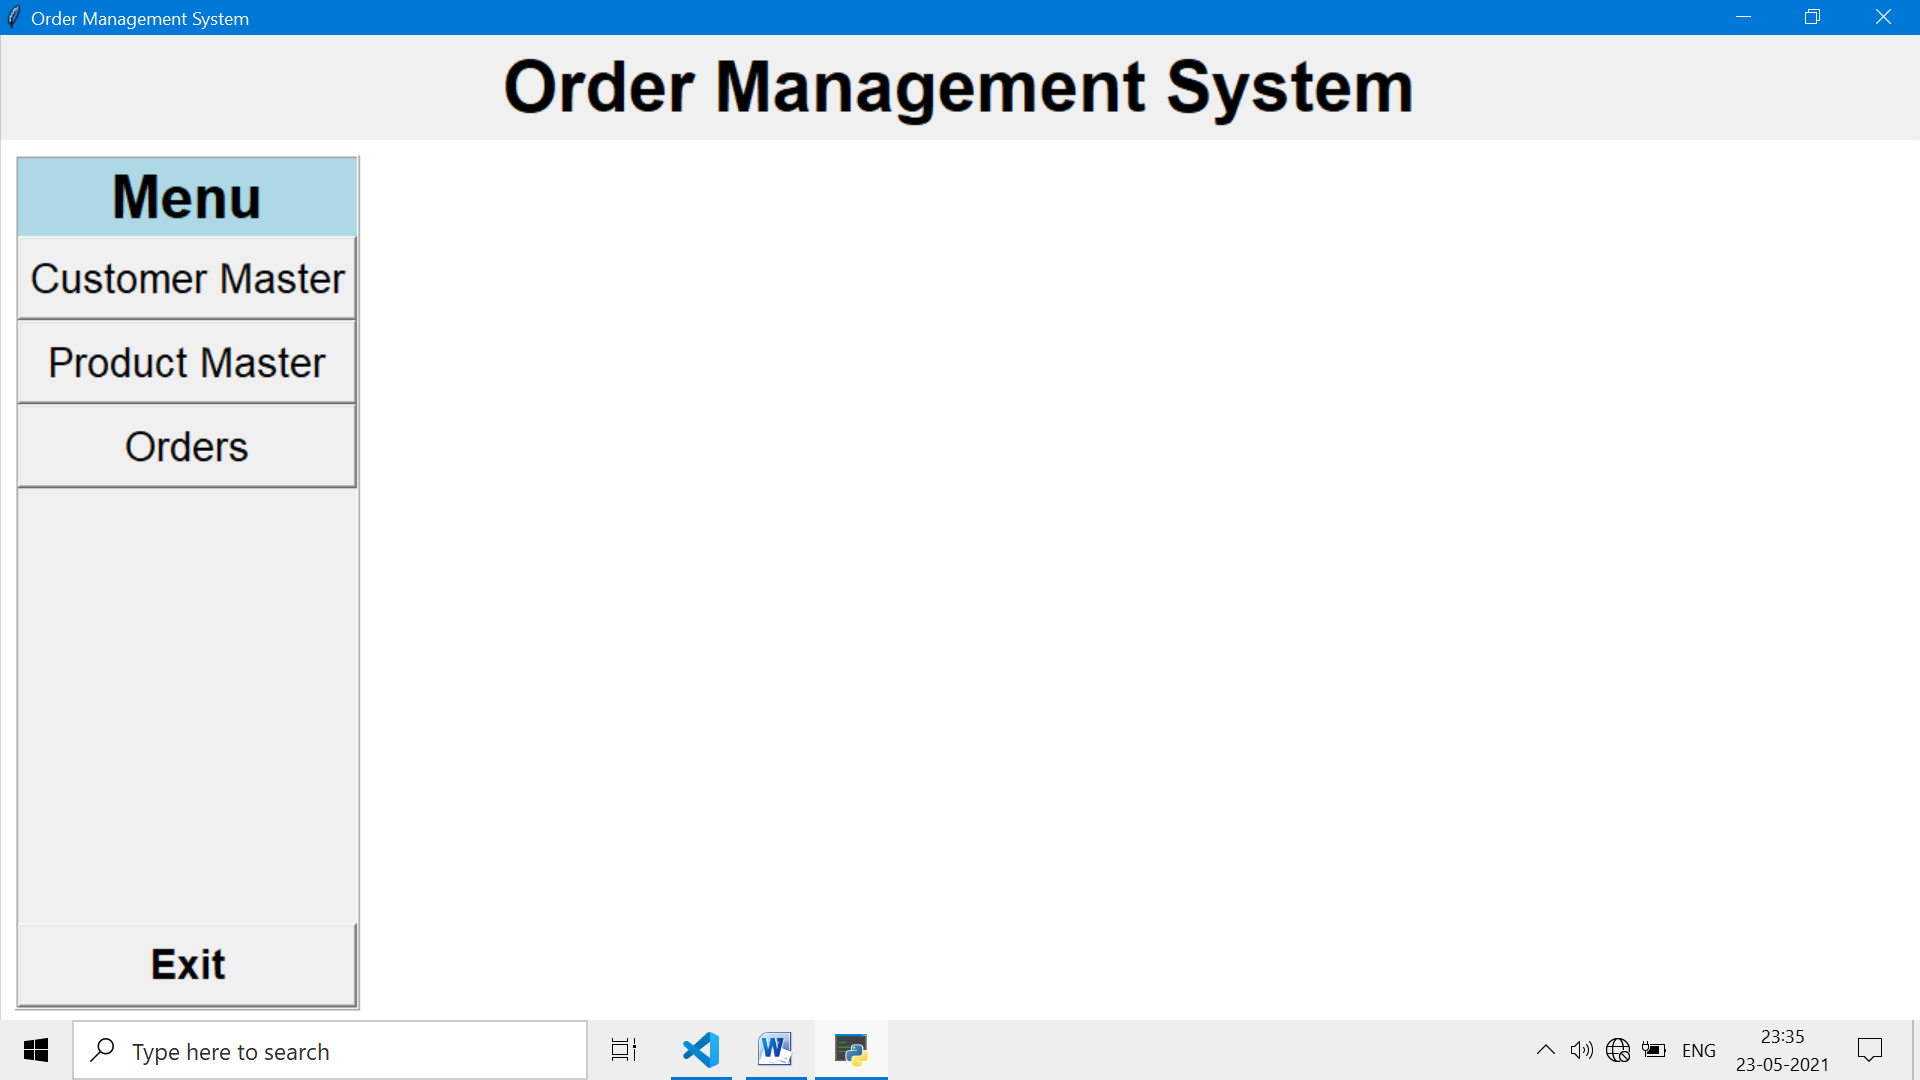 Order Management System
Order Management System
Menu
Customer Master
Product Master
Orders
Exit
Type here to search
W
ENG
23:35
23-05-2021